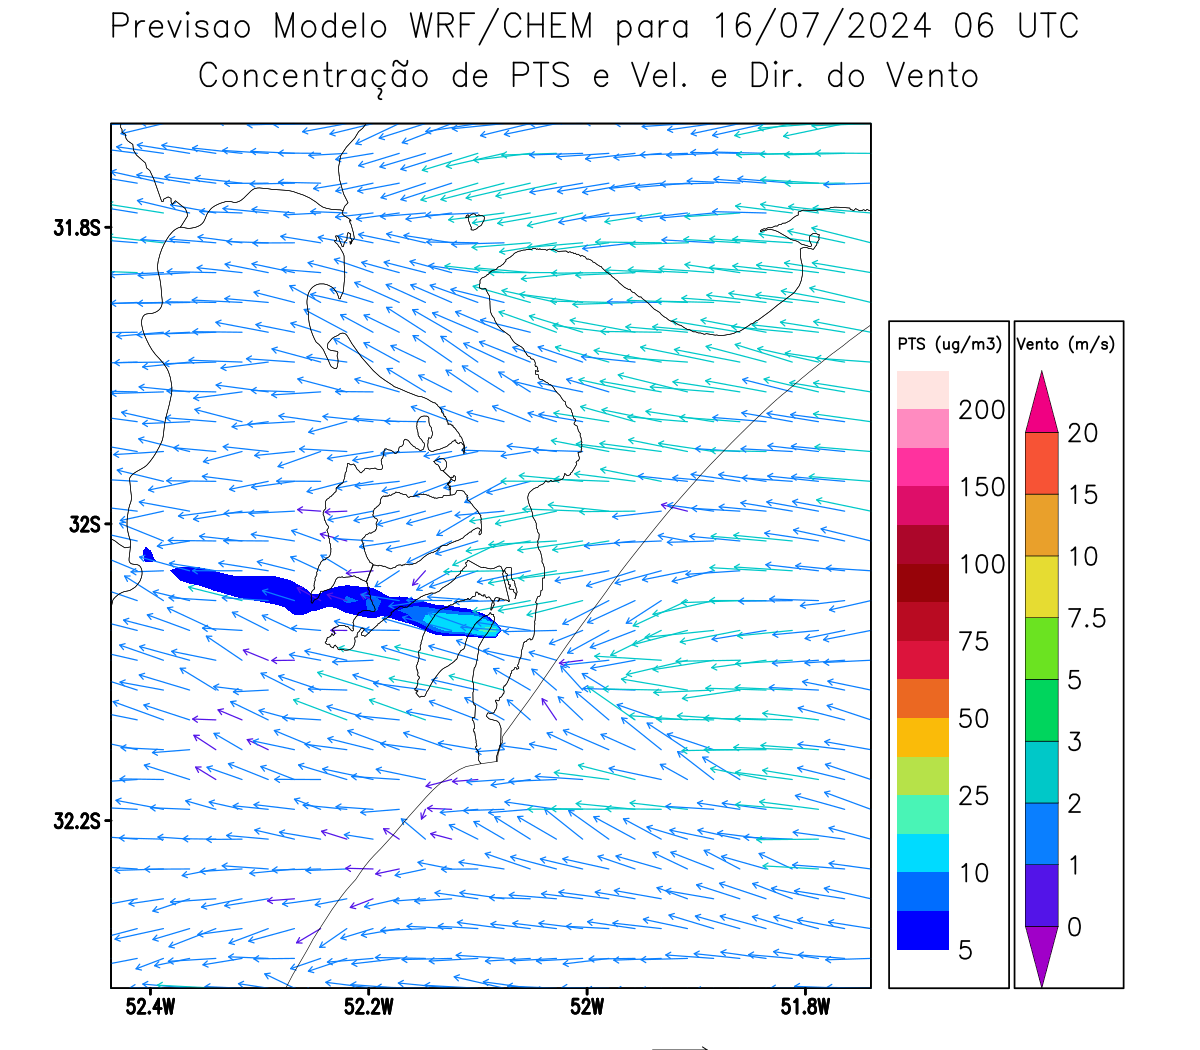 Previsao Modelo WRF/CHEM para 16/07/2024 06 UTC
Concentração de PTS e Vel. e Dir. do Vento
31.8S
32S
32.2S
52.4W
52.2W
52W
51.8W
PTS (ug/m3)
200
150
100
75
50
25
10
5
Vento (m/s)
20
15
10
7.5
5
3
2
1
0